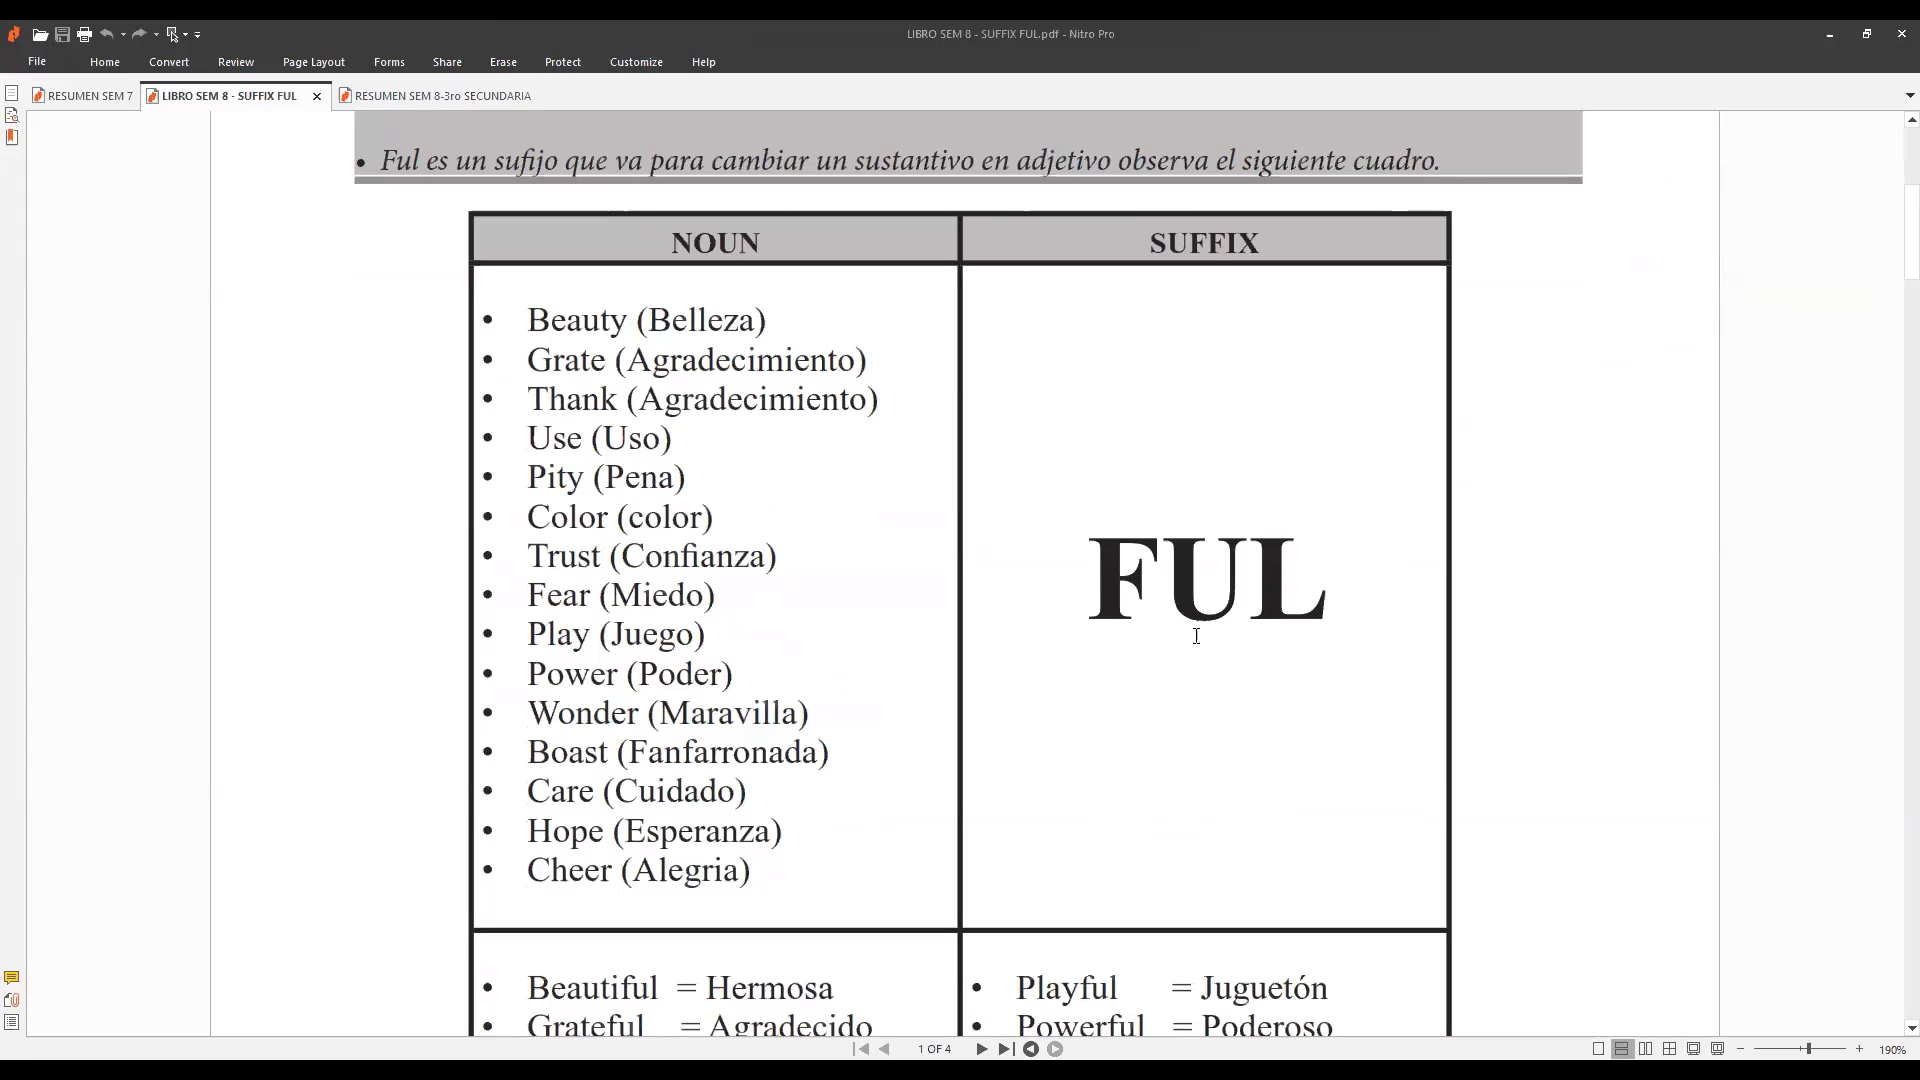 LIBRO SEM 8 - SUFFIX FUL.pdf - Nitro Pro
File Home Convert Review Page Layout Forms Share Erase Protect Customize Help
RESUMEN SEM 7 LIBRO SEM 8 - SUFFIX FUL RESUMEN SEM 8-3ro SECUNDARIA
• Ful es un sufijo que va para cambiar un sustantivo en adjetivo observa el siguiente cuadro.
NOUN SUFFIX
• Beauty (Belleza)
• Grate (Agradecimiento)
• Thank (Agradecimiento)
• Use (Uso)
• Pity (Pena)
• Color (color)
• Trust (Confianza)
• Fear (Miedo)
• Play (Juego)
• Power (Poder)
• Wonder (Maravilla)
• Boast (Fanfarronada)
• Care (Cuidado)
• Hope (Esperanza)
• Cheer (Alegria)
FUL
• Beautiful = Hermosa
• Grateful = Agradecido
• Playful = Juguetón
• Powerful = Poderoso
1 OF 4
190%